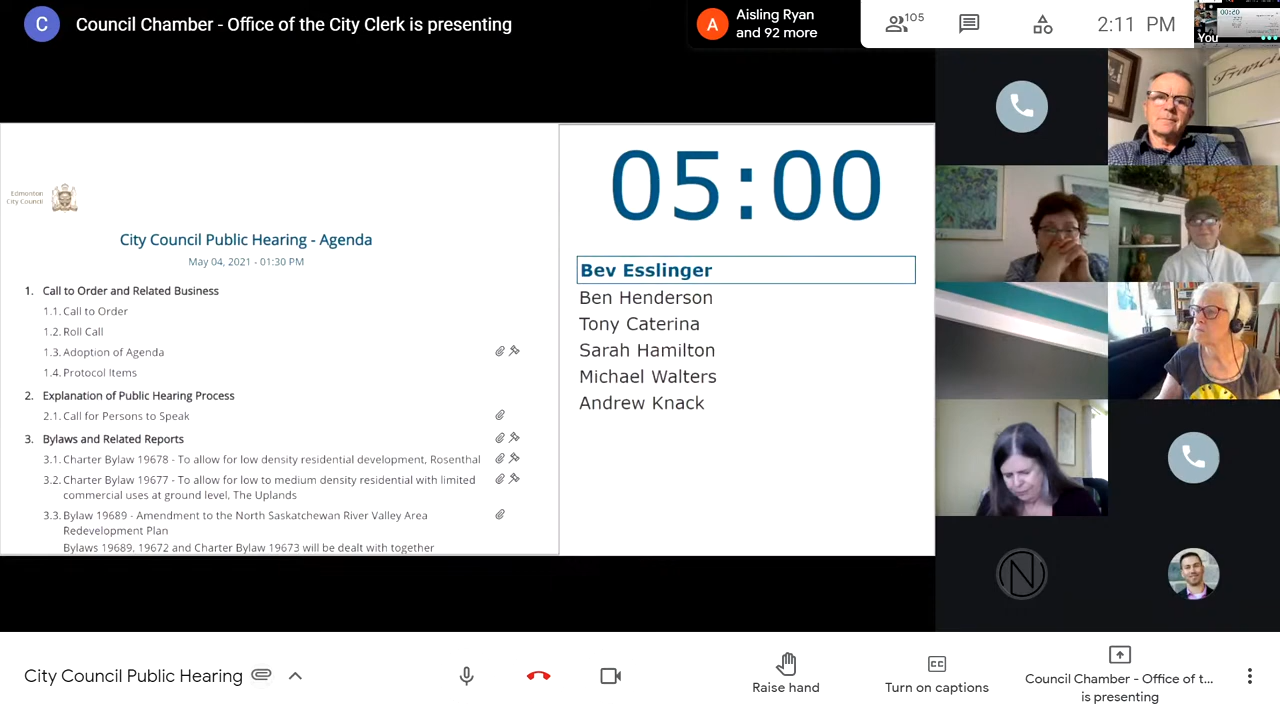 C
Council Chamber - Office of the City Clerk is presenting
A
Aisling Ryan
and 92 more
105
2:11 PM
You
Edmonton
City Council
City Council Public Hearing - Agenda
May 04, 2021 - 01:30 PM
1. Call to Order and Related Business
1.1. Call to Order
1.2. Roll Call
1.3. Adoption of Agenda
1.4. Protocol Items
2. Explanation of Public Hearing Process
2.1. Call for Persons to Speak
3. Bylaws and Related Reports
3.1. Charter Bylaw 19678 - To allow for low density residential development, Rosenthal
3.2. Charter Bylaw 19677 - To allow for low to medium density residential with limited
commercial uses at ground level, The Uplands
3.3. Bylaw 19689 - Amendment to the North Saskatchewan River Valley Area
Redevelopment Plan
Bylaws 19689, 19672 and Charter Bylaw 19673 will be dealt with together
05:00
Bev Esslinger
Ben Henderson
Tony Caterina
Sarah Hamilton
Michael Walters
Andrew Knack
N
City Council Public Hearing
Raise hand
CC
Turn on captions
Council Chamber - Office of t...
is presenting